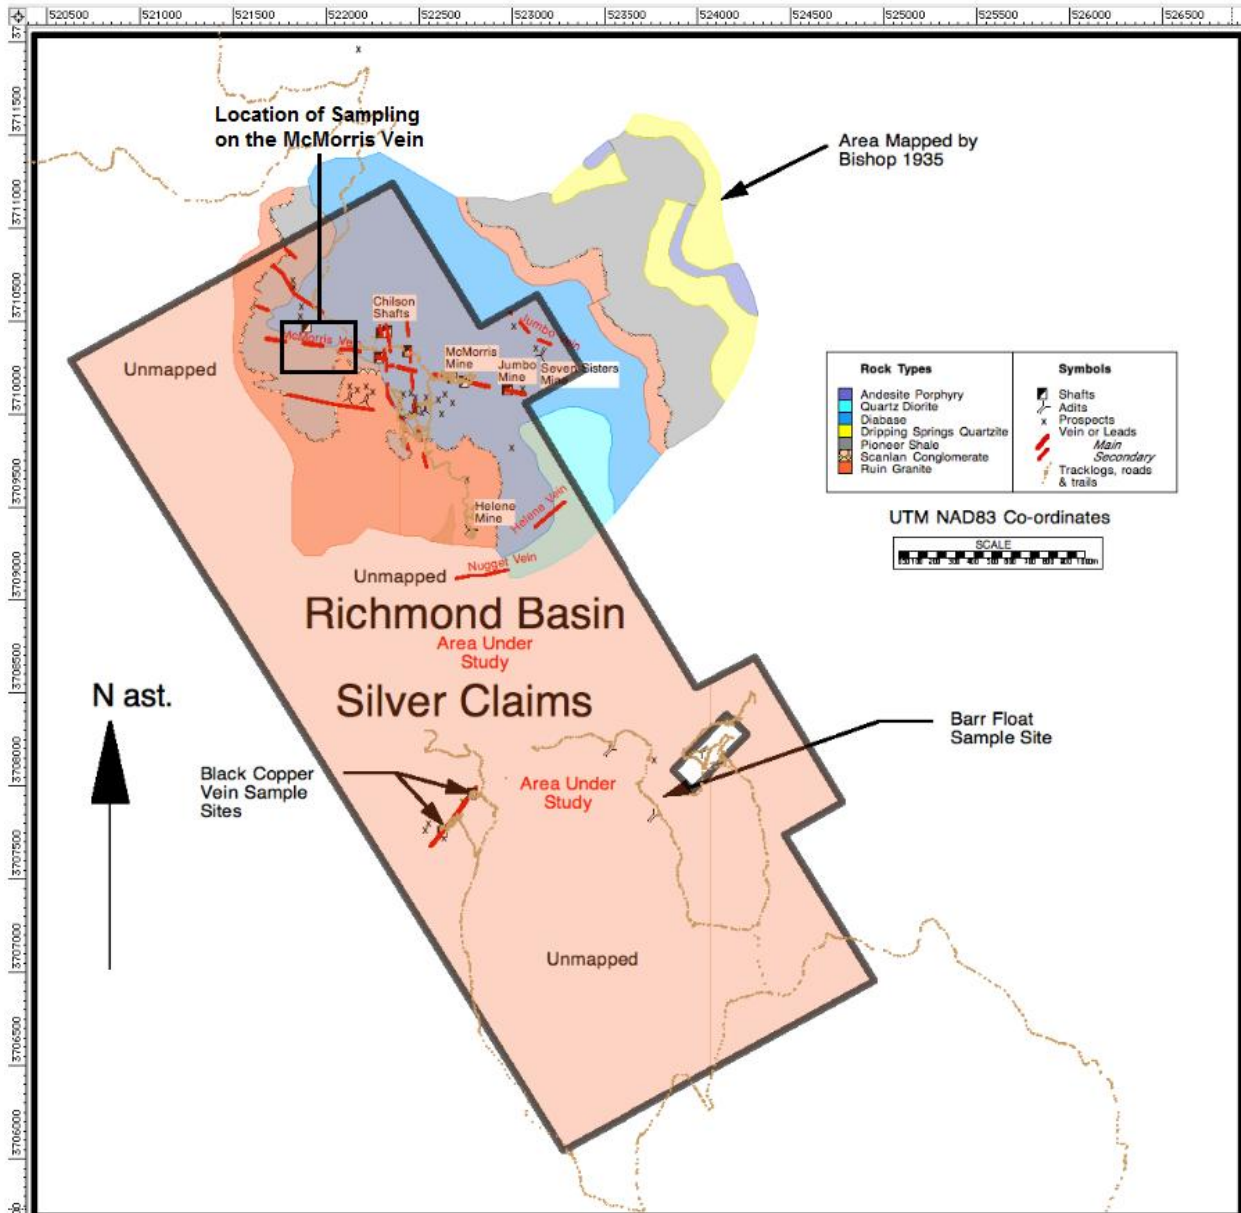 520500 521000 521500 522000 522500 523000 523500 524000 524500 525000 525500 526000 526500
3711500
3711000
3710500
3710000
3709500
3709000
3708500
3708000
3707500
3707000
3706500
3706000
Location of Sampling
on the McMorris Vein
Area Mapped by
Bishop 1935
Chilson
Shafts
Jumbo Vein
McMorris Vein
McMorris
Mine
Jumbo
Mine
Seven Sisters
Mine
Unmapped
Rock Types
Andesite Porphyry
Quartz Diorite
Diabase
Dripping Springs Quartzite
Pioneer Shale
Scanlan Conglomerate
Ruin Granite
Symbols
Shafts
Adits
Prospects
Vein or Leads
Main
Secondary
Tracklogs, roads
& trails
UTM NAD83 Co-ordinates
SCALE
Helene
Mine
Helene Vein
Nugget Vein
Unmapped
Richmond Basin
Area Under
Study
Silver Claims
N ast.
Barr Float
Sample Site
Black Copper
Vein Sample
Sites
Area Under
Study
Unmapped